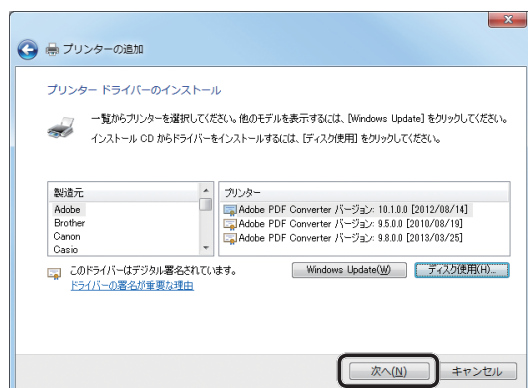 プリンターの追加
プリンター ドライバーのインストール
一覧からプリンターを選択してください。他のモデルを表示するには、[Windows Update] をクリックしてください。
インストール CD からドライバーをインストールするには、[ディスク使用] をクリックしてください。
製造元
Adobe
Brother
Canon
Casio
プリンター
Adobe PDF Converter バージョン: 10.1.0.0 [2012/08/14]
Adobe PDF Converter バージョン: 9.5.0.0 [2010/08/19]
Adobe PDF Converter バージョン: 9.8.0.0 [2013/03/25]
このドライバーはデジタル署名されています。
ドライバーの署名が重要な理由
Windows Update(W)
ディスク使用(H)...
次へ(N)
キャンセル